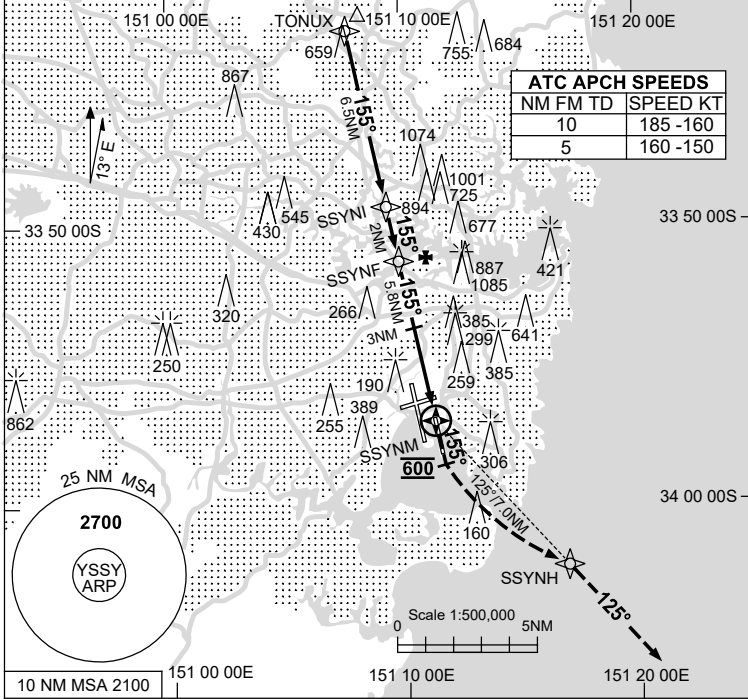 151 00 00E
TONUX
151 10 00E
151 20 00E
659
755
684
867
ATC APCH SPEEDS
NM FM TD SPEED KT
10 185 -160
5 160 -150
155°
6.5NM
13° E
1074
1001
725
545
430
SSYNI
894
677
33 50 00S
33 50 00S
155°
2NM
421
SSYNF
887
1085
320
266
155°
5.8NM
385
641
3NM
299
250
385
190
259
862
255
389
SSYNM
155°
306
600
25 NM MSA
2700
125°/7.0NM
34 00 00S
160
YSSY
ARP
SSYNH
125°
Scale 1:500,000
0 5NM
10 NM MSA 2100
151 00 00E
151 10 00E
151 20 00E